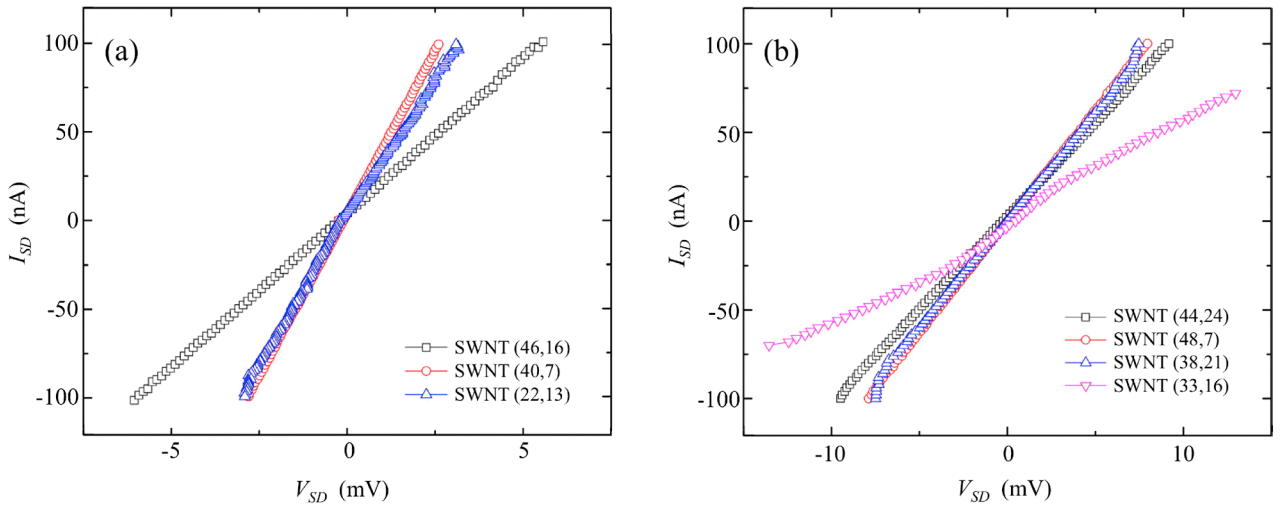 (a)
100
50
0
-50
-100
I_SD (nA)
-5 0 5
V_SD (mV)
SWNT (46,16)
SWNT (40,7)
SWNT (22,13)
(b)
100
50
0
-50
-100
I_SD (nA)
-10 0 10
V_SD (mV)
SWNT (44,24)
SWNT (48,7)
SWNT (38,21)
SWNT (33,16)